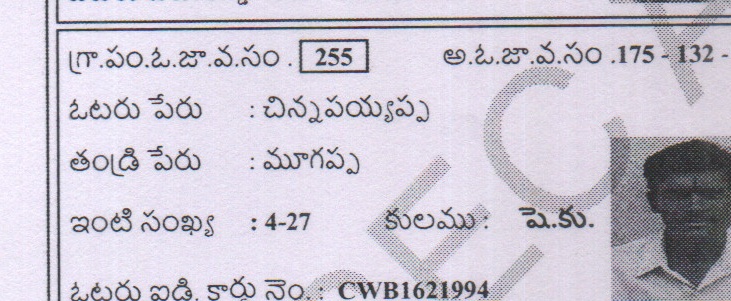 గ్రా.పం.ఓ.జా.వ.సం . 255 అ.ఓ.జా.వ.సం .175 - 132 -
ఓటరు పేరు : చిన్నపయ్యప్ప
తండ్రి పేరు : మూగప్ప
ఇంటి సంఖ్య : 4-27 కులము : షె.కు.
ఓటరు ఐడి. కార్డు నెం. : CWB1621994